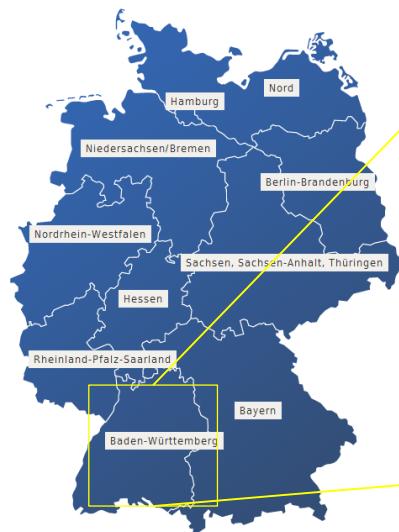 Nord
Hamburg
Niedersachsen/Bremen
Berlin-Brandenburg
Nordrhein-Westfalen
Sachsen, Sachsen-Anhalt, Thüringen
Hessen
Rheinland-Pfalz-Saarland
Bayern
Baden-Württemberg